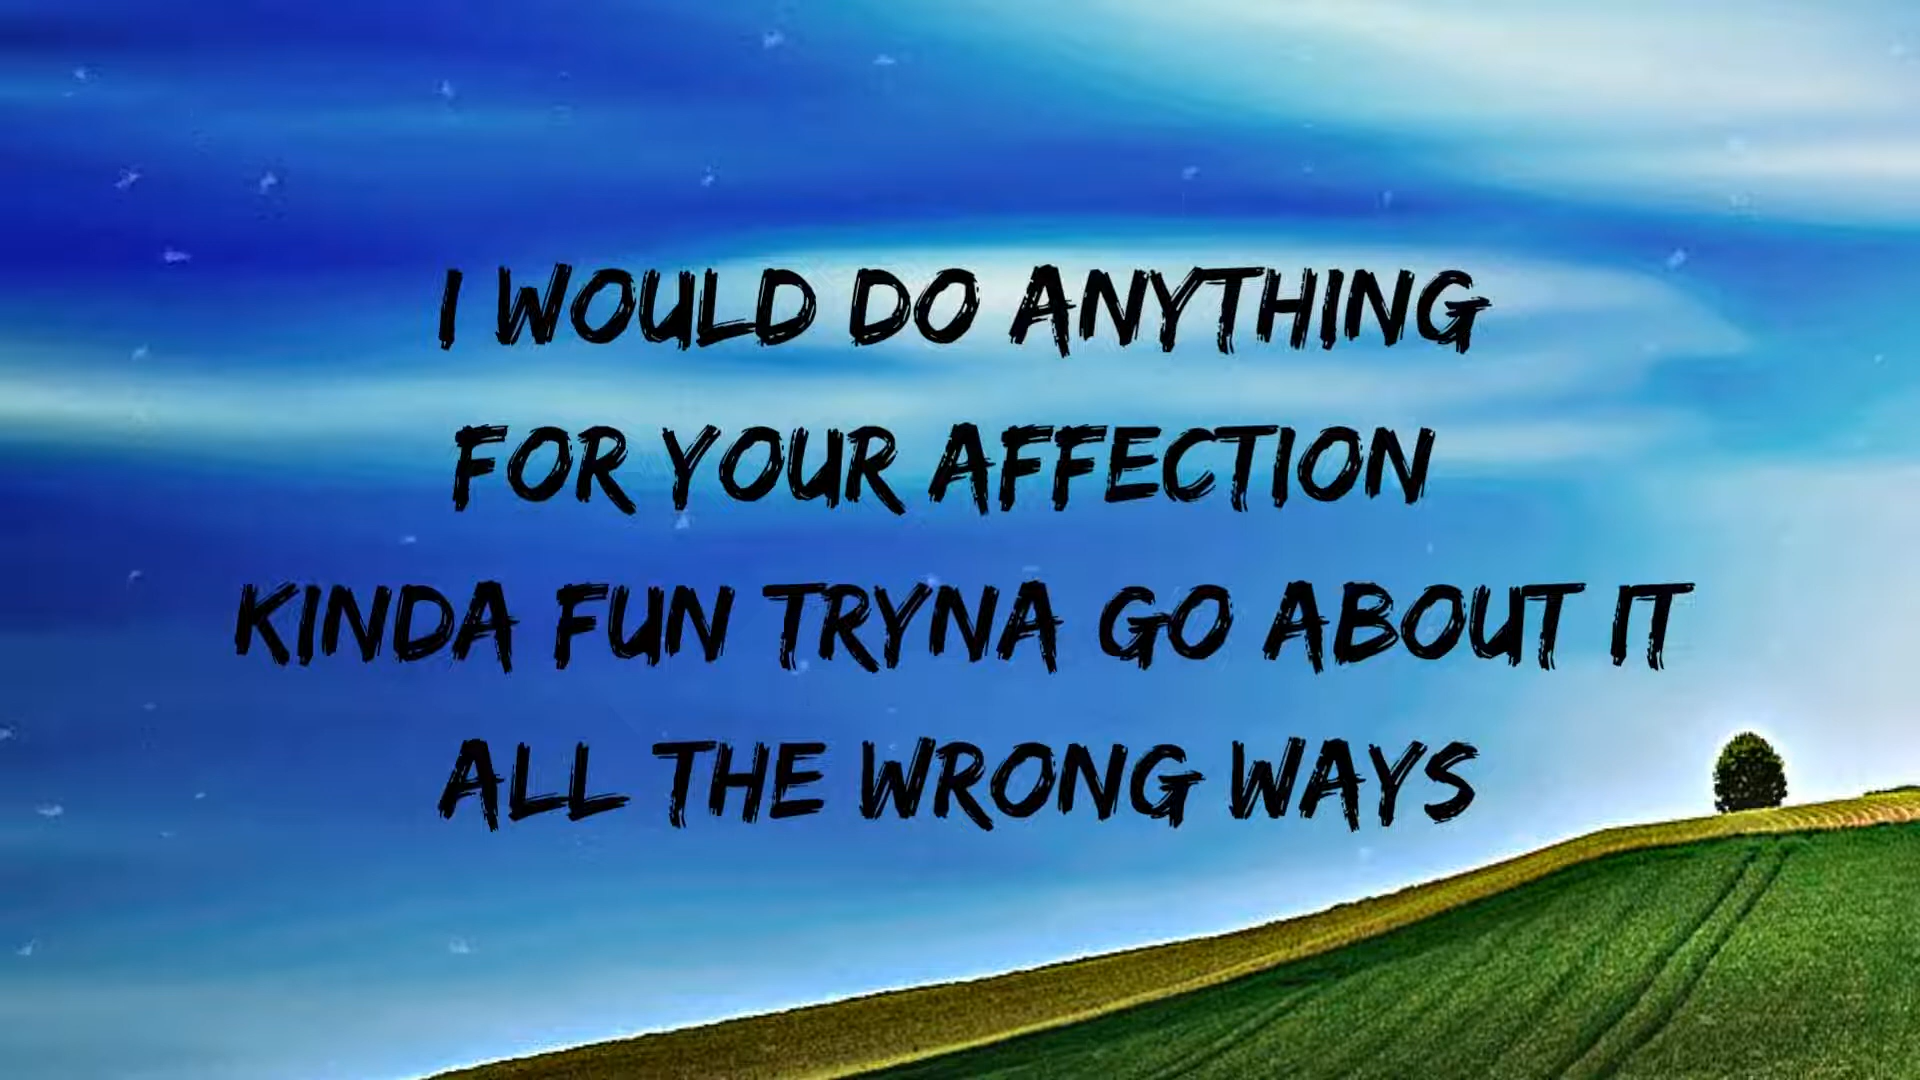 I WOULD DO ANYTHING
FOR YOUR AFFECTION
KINDA FUN TRYNA GO ABOUT IT
ALL THE WRONG WAYS